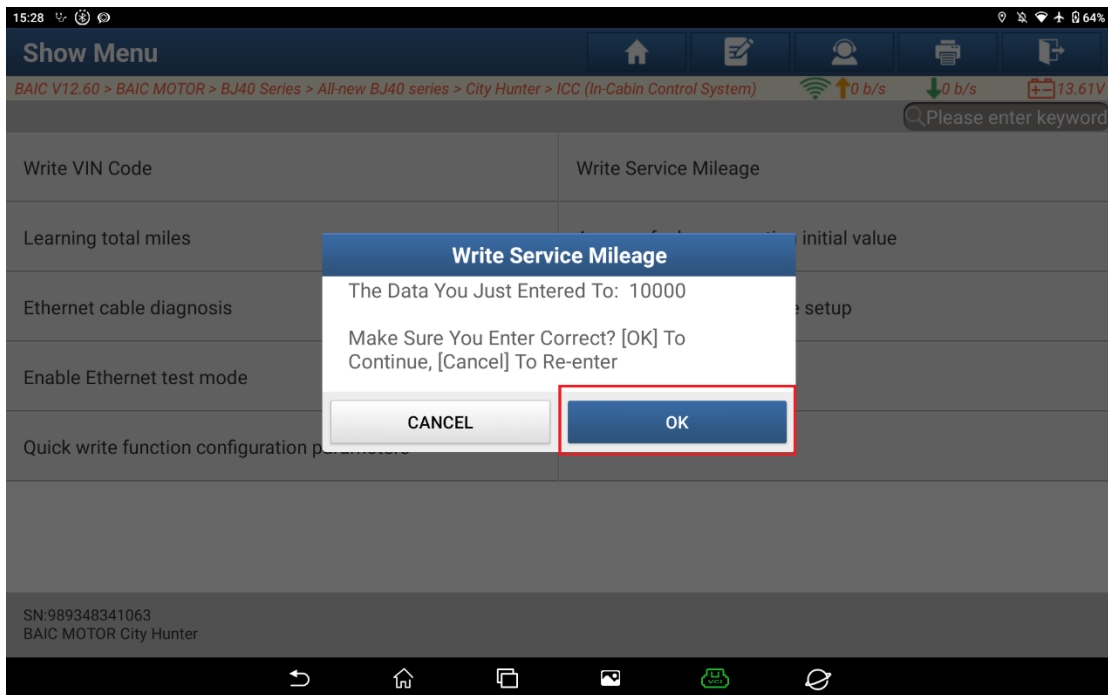 15:28
64%
Show Menu
BAIC V12.60 > BAIC MOTOR > BJ40 Series > All-new BJ40 series > City Hunter > ICC (In-Cabin Control System)
0 b/s
0 b/s
13.61V
Please enter keyword
Write VIN Code
Write Service Mileage
Learning total miles
initial value
Ethernet cable diagnosis
setup
Enable Ethernet test mode
Quick write function configuration
Write Service Mileage
The Data You Just Entered To: 10000
Make Sure You Enter Correct? [OK] To
Continue, [Cancel] To Re-enter
CANCEL
OK
SN:989348341063
BAIC MOTOR City Hunter
VCI